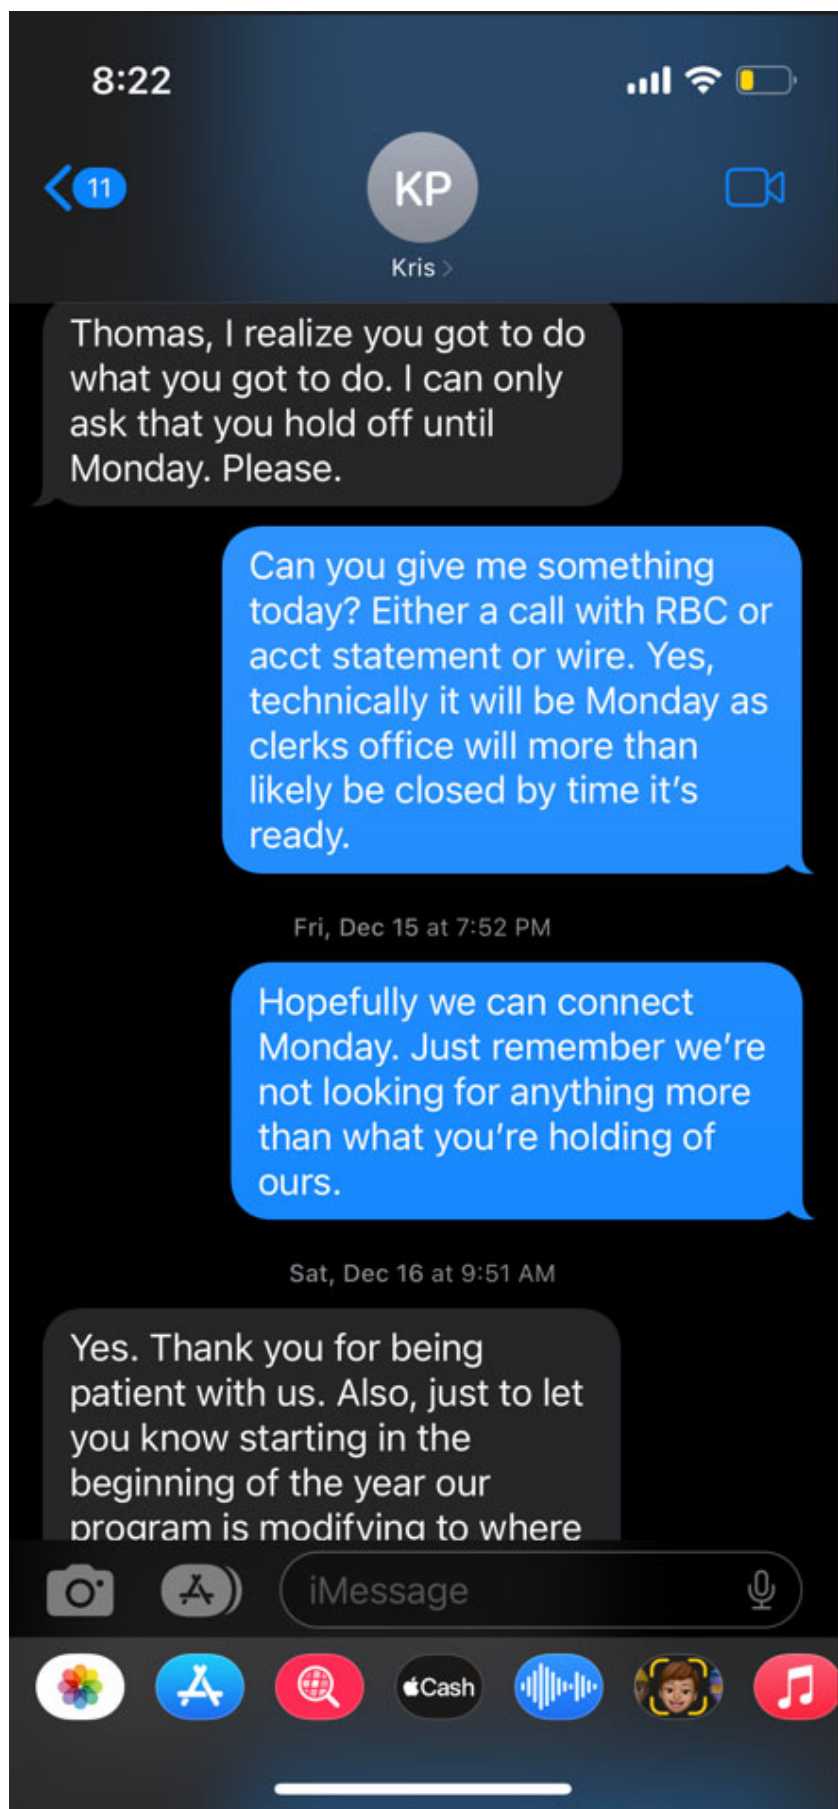 8:22
11
KP
Kris
Thomas, I realize you got to do
what you got to do. I can only
ask that you hold off until
Monday. Please.
Can you give me something
today? Either a call with RBC or
acct statement or wire. Yes,
technically it will be Monday as
clerks office will more than
likely be closed by time it's
ready.
Fri, Dec 15 at 7:52 PM
Hopefully we can connect
Monday. Just remember we're
not looking for anything more
than what you're holding of
ours.
Sat, Dec 16 at 9:51 AM
Yes. Thank you for being
patient with us. Also, just to let
you know starting in the
beginning of the year our
program is modifying to where
iMessage
Cash